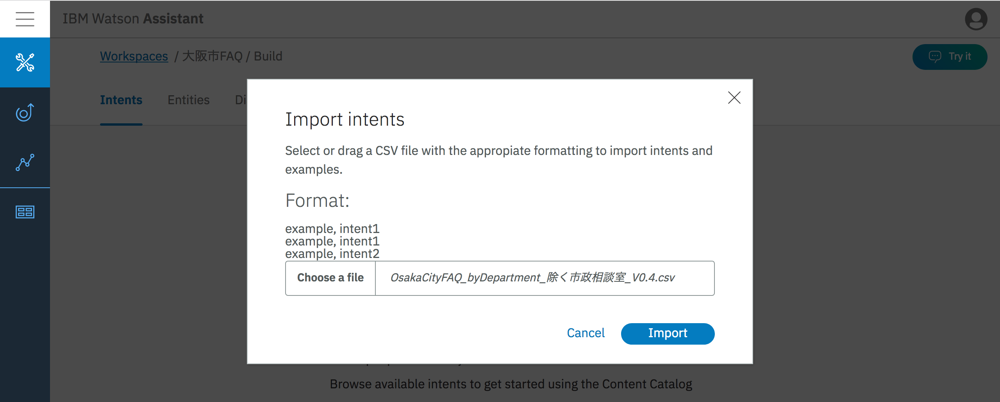 IBM Watson Assistant
Workspaces / 大阪市FAQ / Build
Try it
Intents Entities Di
Import intents
Select or drag a CSV file with the appropiate formatting to import intents and
examples.
Format:
example, intent1
example, intent1
example, intent2
Choose a file OsakaCityFAQ_byDepartment_除く市政相談室_V0.4.csv
Cancel Import
Browse available intents to get started using the Content Catalog